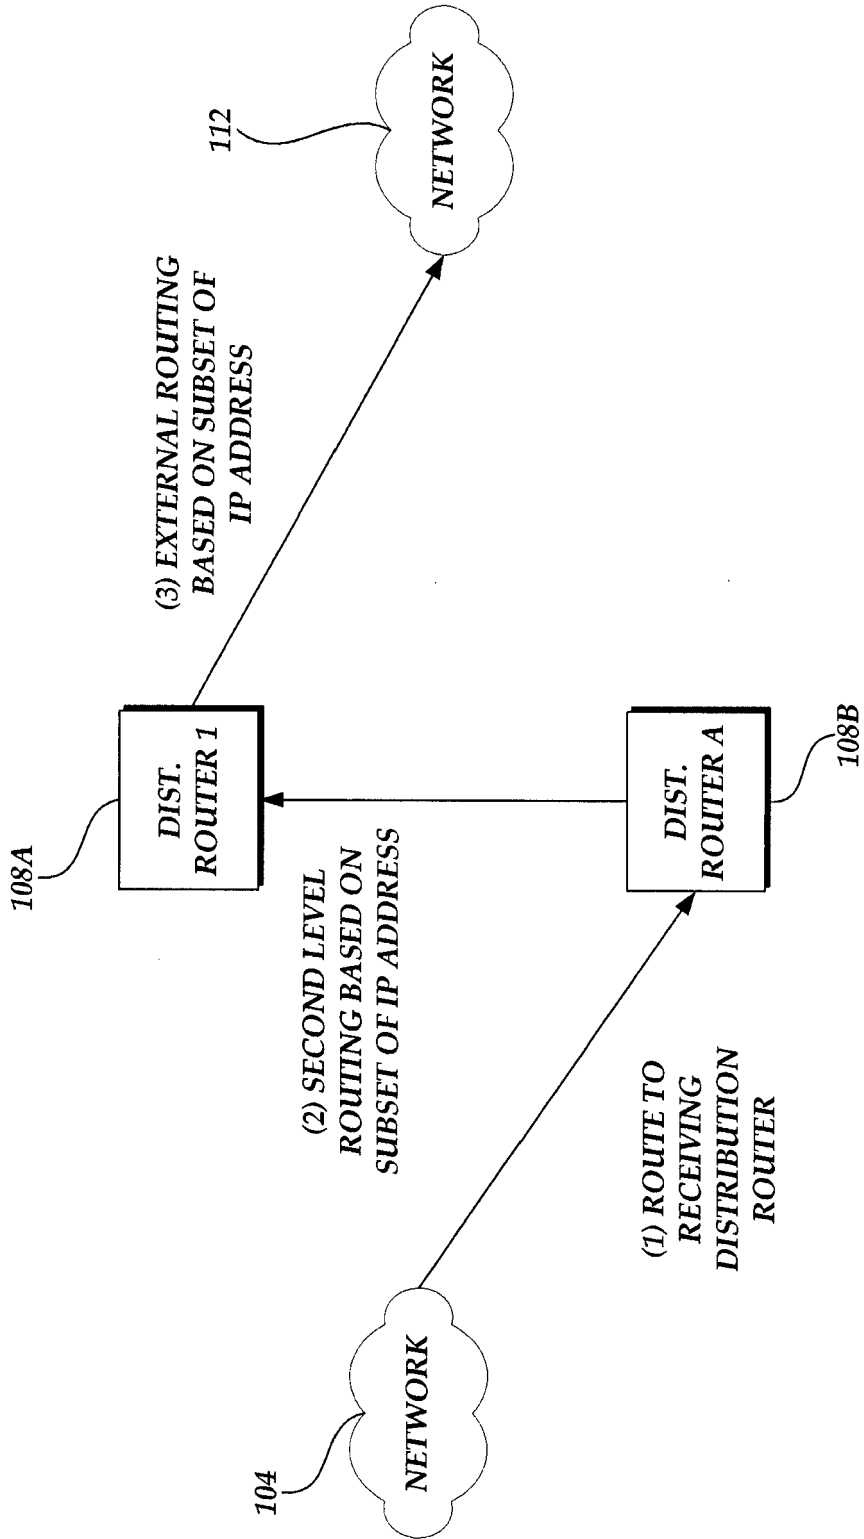 108A
DIST.
ROUTER 1
(3) EXTERNAL ROUTING
BASED ON SUBSET OF
IP ADDRESS
112
NETWORK
(2) SECOND LEVEL
ROUTING BASED ON
SUBSET OF IP ADDRESS
104
NETWORK
(1) ROUTE TO
RECEIVING
DISTRIBUTION
ROUTER
DIST.
ROUTER A
108B